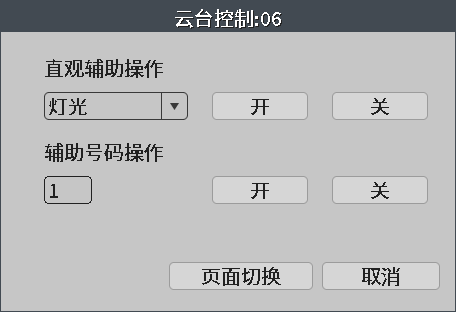 云台控制:06
直观辅助操作
灯光 开 关
辅助号码操作
1 开 关
页面切换 取消